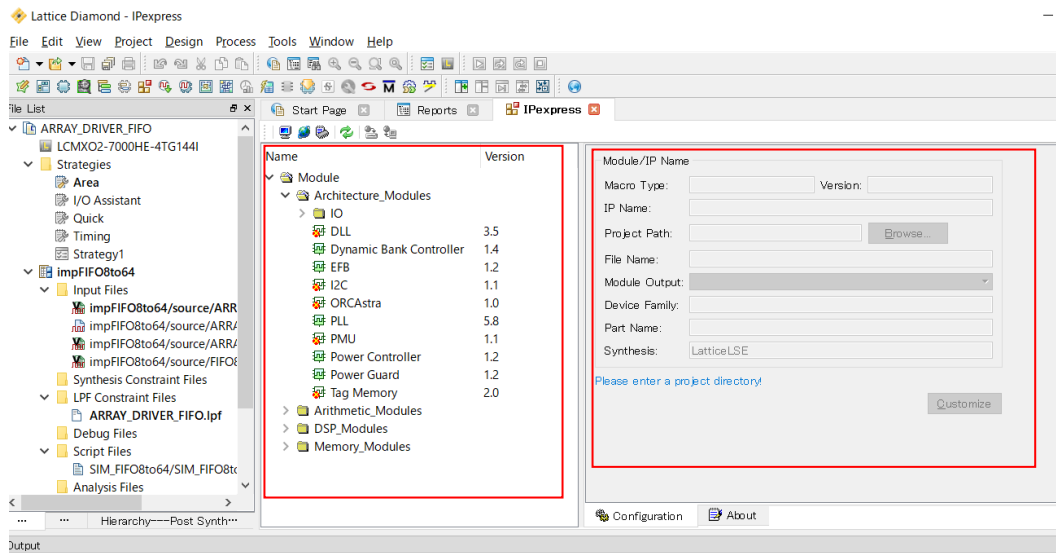 Lattice Diamond - IPexpress
File Edit View Project Design Process Tools Window Help
File List
Start Page
Reports
IPexpress
ARRAY_DRIVER_FIFO
LCMXO2-7000HE-4TG144I
Strategies
Area
I/O Assistant
Quick
Timing
Strategy1
impFIFO8to64
Input Files
impFIFO8to64/source/ARR
impFIFO8to64/source/ARR/
impFIFO8to64/source/ARR/
impFIFO8to64/source/FIFO8
Synthesis Constraint Files
LPF Constraint Files
ARRAY_DRIVER_FIFO.lpf
Debug Files
Script Files
SIM_FIFO8to64/SIM_FIFO8to
Analysis Files
... ... Hierarchy---Post Synth...
Name Version
Module
Architecture_Modules
IO
DLL 3.5
Dynamic Bank Controller 1.4
EFB 1.2
I2C 1.1
ORCAstra 1.0
PLL 5.8
PMU 1.1
Power Controller 1.2
Power Guard 1.2
Tag Memory 2.0
Arithmetic_Modules
DSP_Modules
Memory_Modules
Module/IP Name
Macro Type: Version:
IP Name:
Project Path: Browse...
File Name:
Module Output:
Device Family:
Part Name:
Synthesis: LatticeLSE
Please enter a project directory!
Customize
Configuration
About
Output